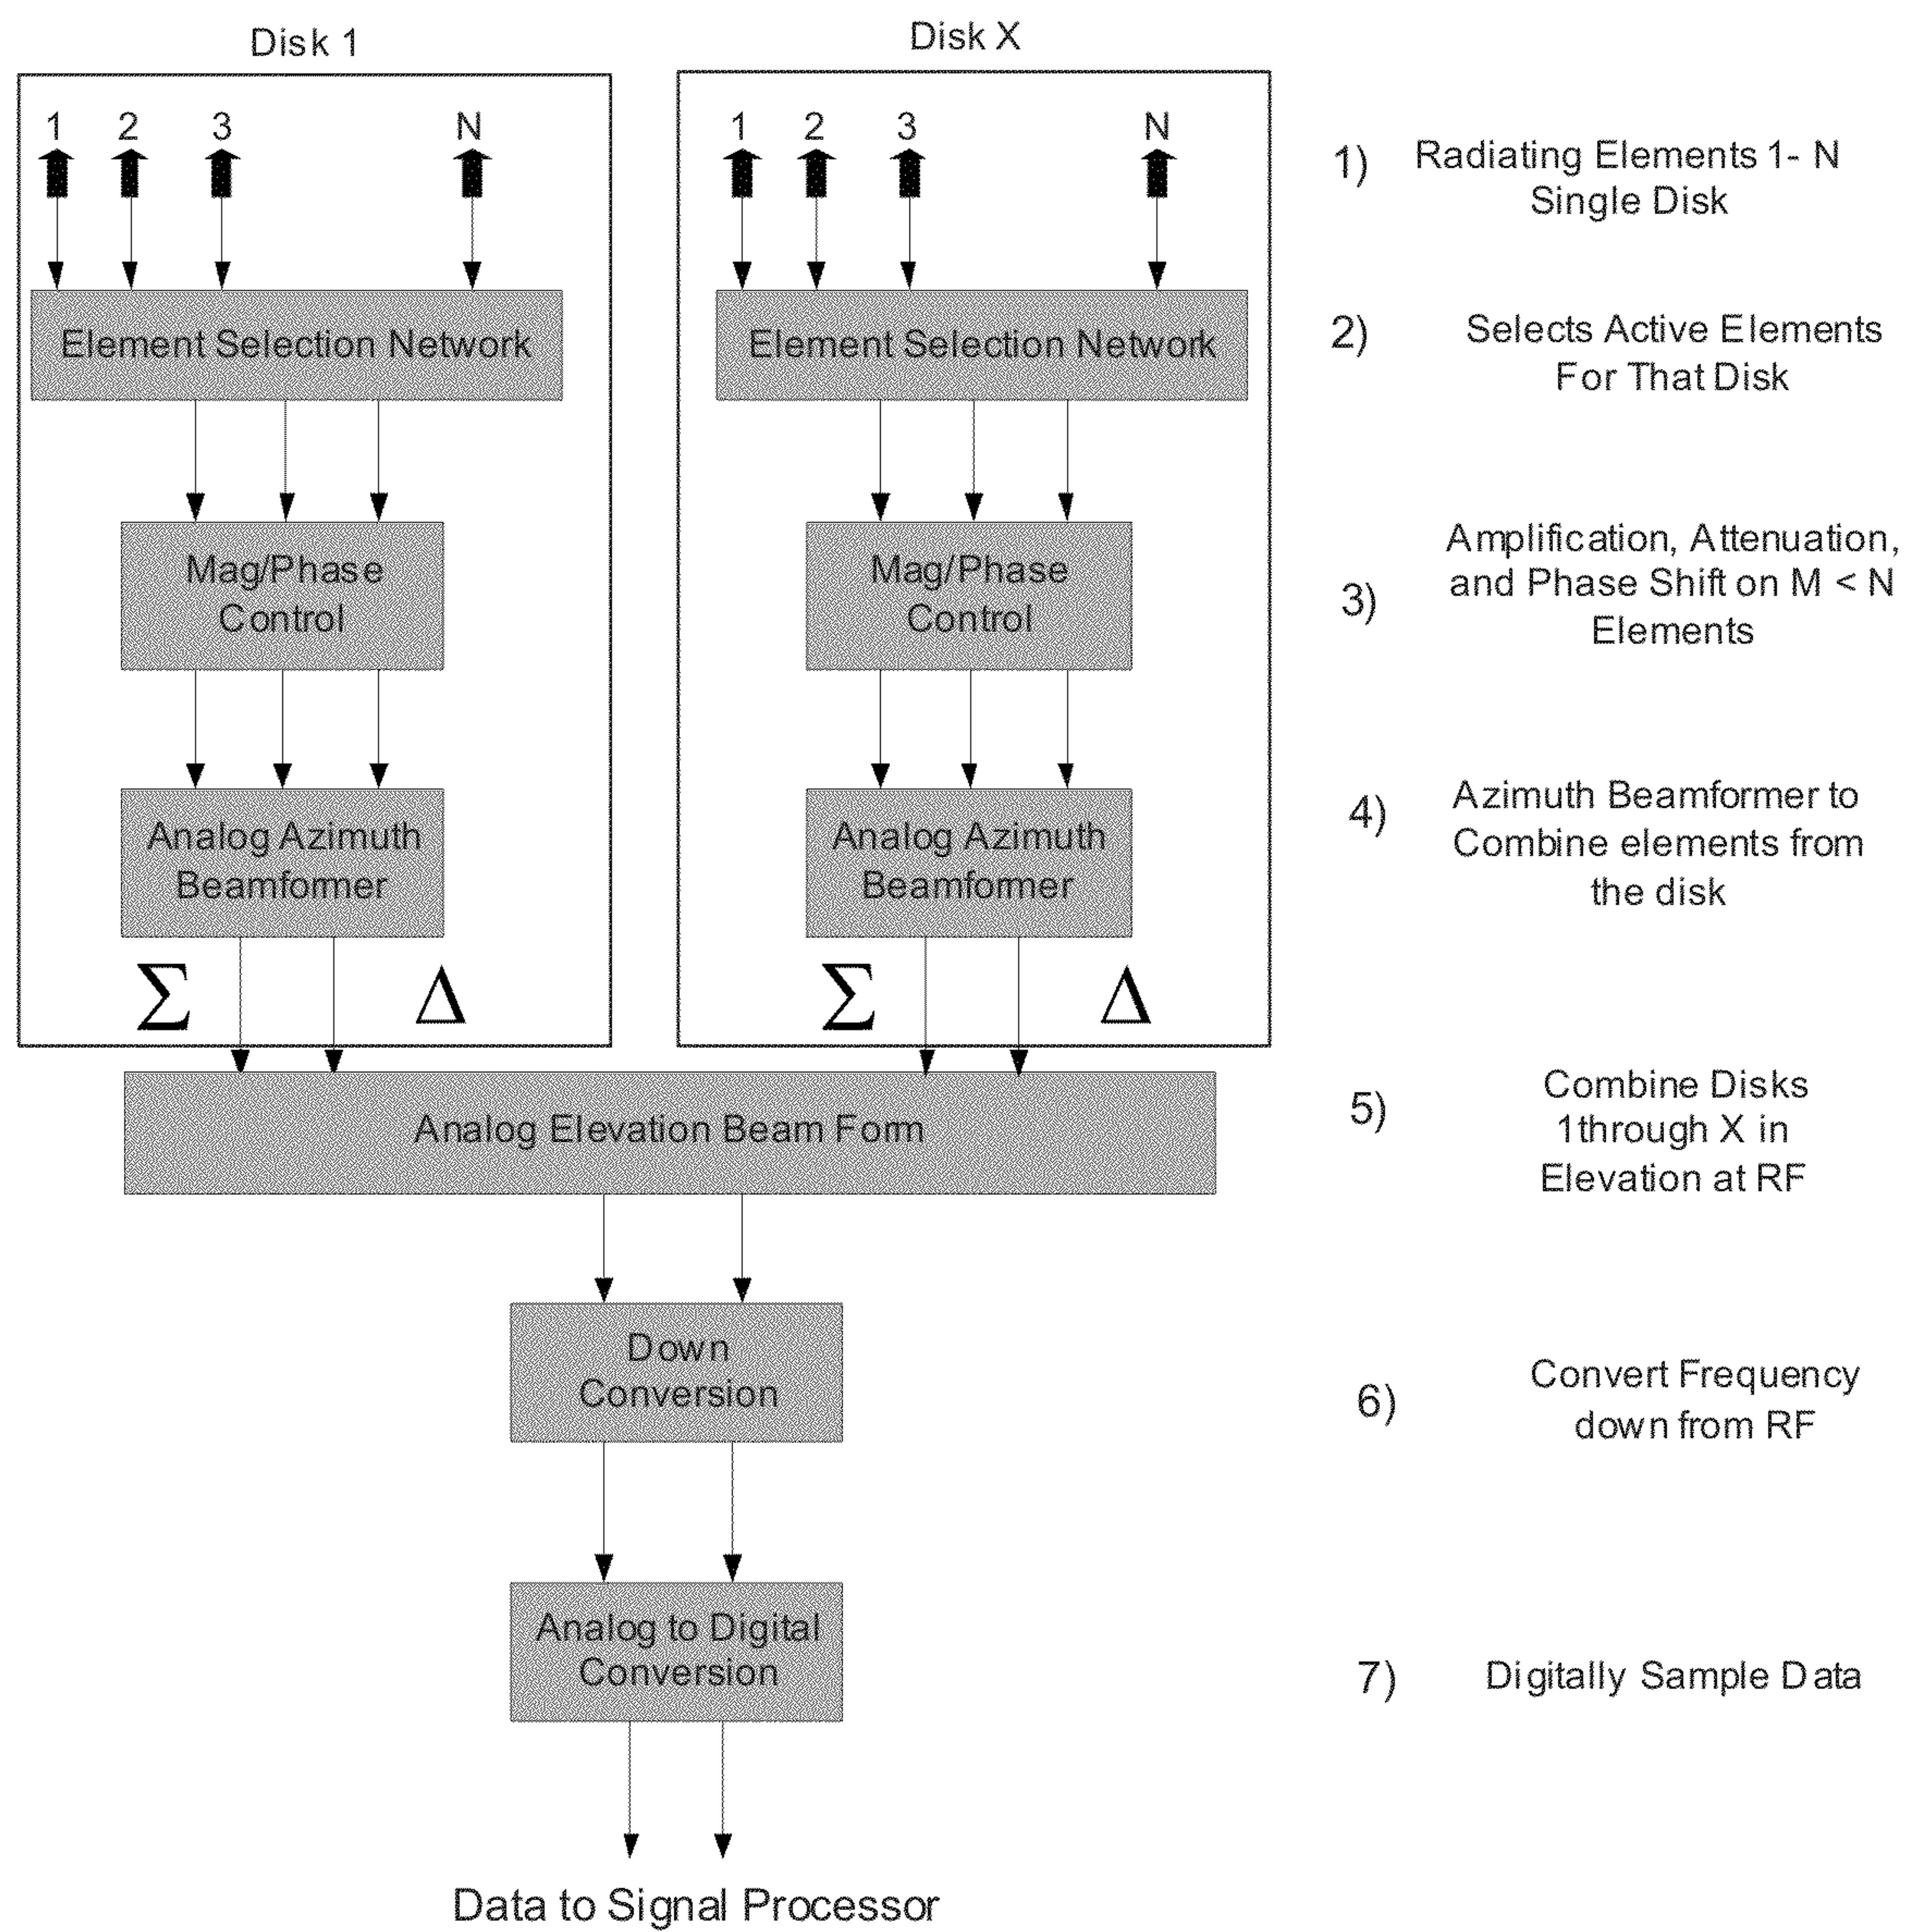 Disk 1
Disk X
1 2 3 N
1 2 3 N
1) Radiating Elements 1- N
Single Disk
Element Selection Network
Element Selection Network
2) Selects Active Elements
For That Disk
Mag/Phase
Control
Mag/Phase
Control
3) Amplification, Attenuation,
and Phase Shift on M < N
Elements
Analog Azimuth
Beamformer
Analog Azimuth
Beamformer
4) Azimuth Beamformer to
Combine elements from
the disk
Σ Δ
Σ Δ
Analog Elevation Beam Form
5) Combine Disks
1through X in
Elevation at RF
Down
Conversion
6) Convert Frequency
down from RF
Analog to Digital
Conversion
7) Digitally Sample Data
Data to Signal Processor